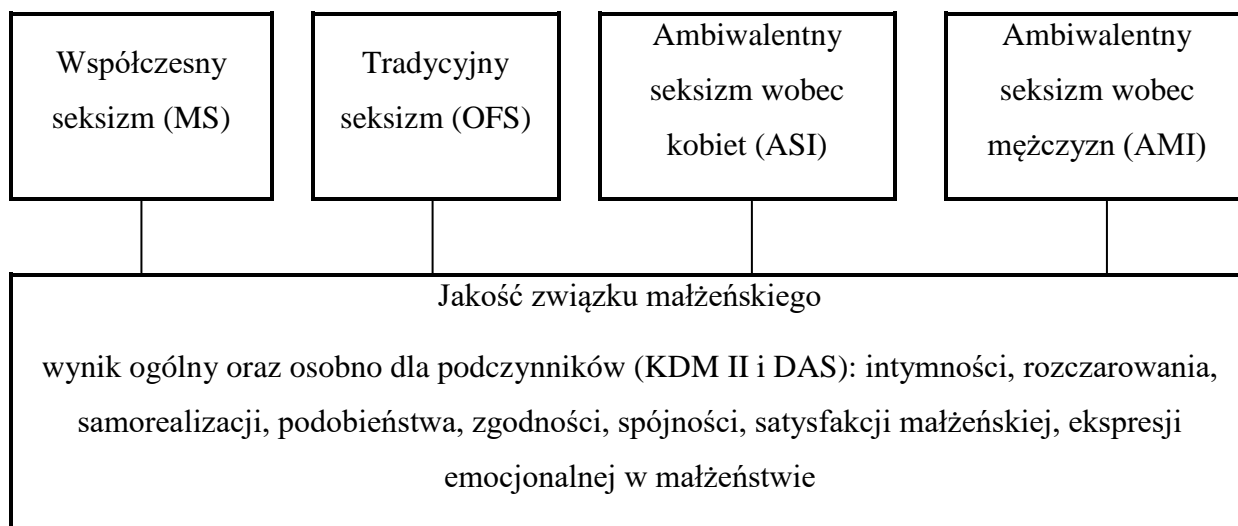 Współczesny
seksizm (MS)
Tradycyjny
seksizm (OFS)
Ambiwalentny
seksizm wobec
kobiet (ASI)
Ambiwalentny
seksizm wobec
mężczyzn (AMI)
Jakość związku małżeńskiego
wynik ogólny oraz osobno dla podczynników (KDM II i DAS): intymności, rozczarowania,
samorealizacji, podobieństwa, zgodności, spójności, satysfakcji małżeńskiej, ekspresji
emocjonalnej w małżeństwie